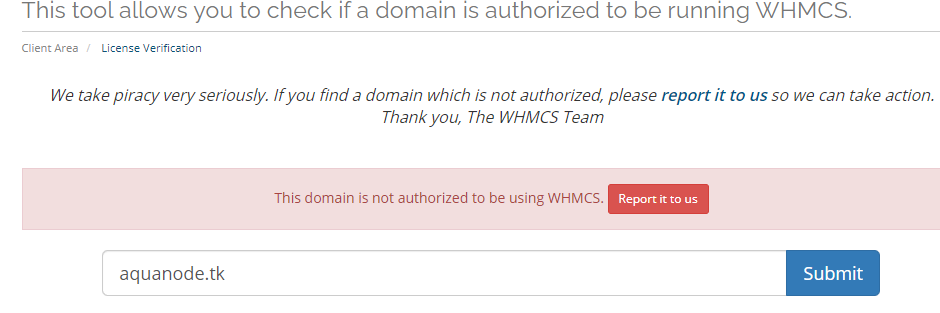 This tool allows you to check if a domain is authorized to be running WHMCS.
Client Area / License Verification
We take piracy very seriously. If you find a domain which is not authorized, please report it to us so we can take action.
Thank you, The WHMCS Team
This domain is not authorized to be using WHMCS. Report it to us
aquanode.tk Submit